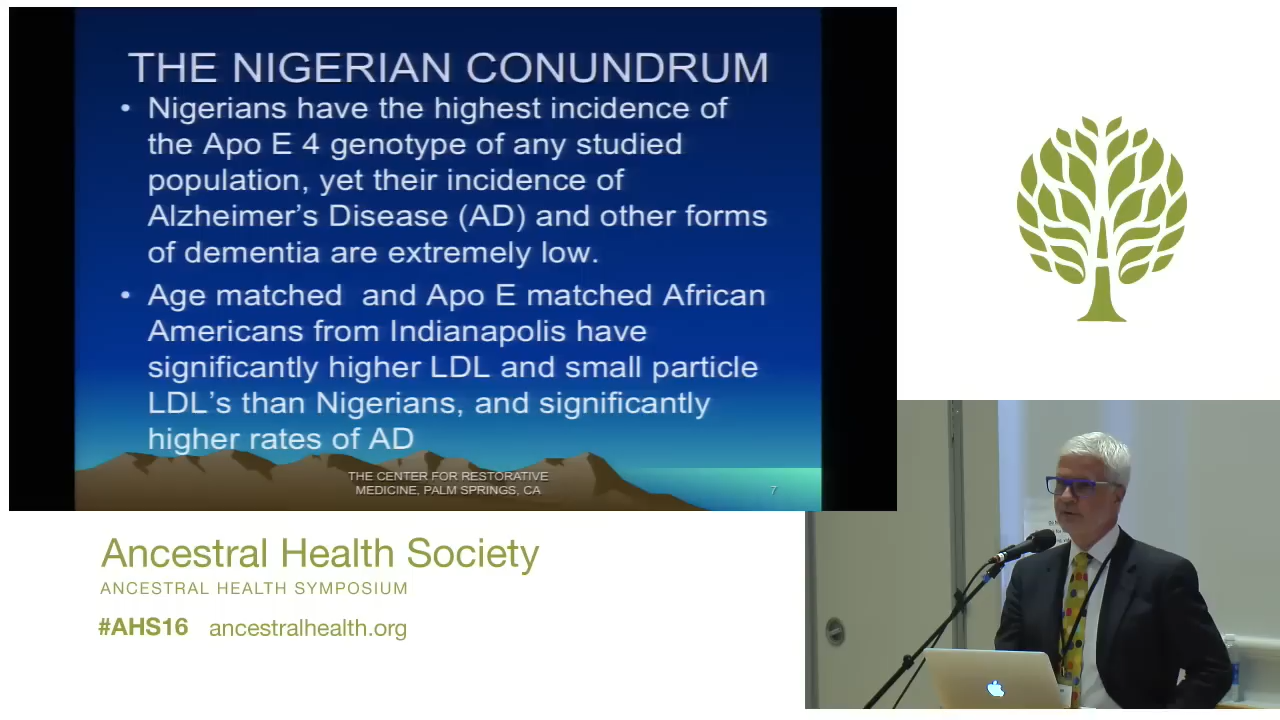 THE NIGERIAN CONUNDRUM
• Nigerians have the highest incidence of
the Apo E 4 genotype of any studied
population, yet their incidence of
Alzheimer's Disease (AD) and other forms
of dementia are extremely low.
• Age matched  and Apo E matched African
Americans from Indianapolis have
significantly higher LDL and small particle
LDL's than Nigerians, and significantly
higher rates of AD
THE CENTER FOR RESTORATIVE
MEDICINE, PALM SPRINGS, CA
7
Ancestral Health Society
ANCESTRAL HEALTH SYMPOSIUM
#AHS16 ancestralhealth.org